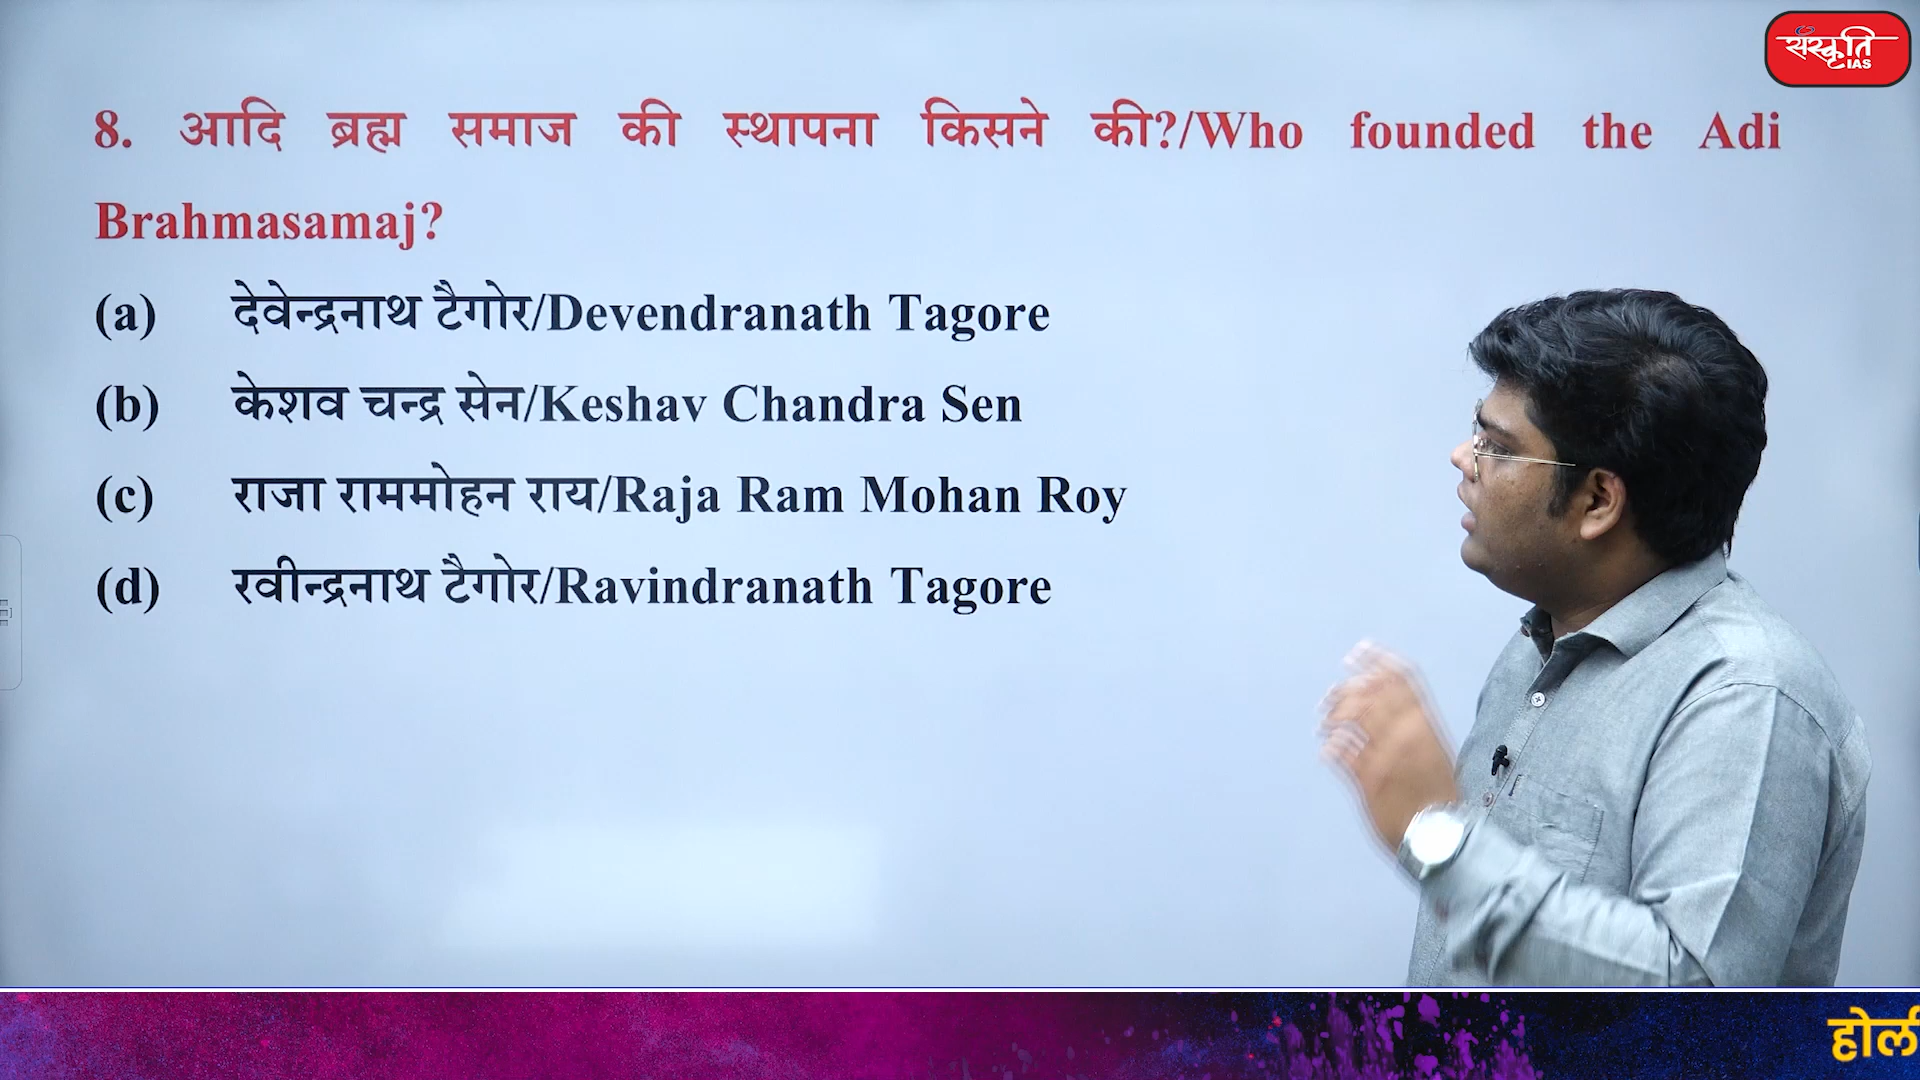 संस्कृति
IAS
8. आदि ब्रह्म समाज की स्थापना किसने की?/Who founded the Adi
Brahmasamaj?
(a) देवेन्द्रनाथ टैगोर/Devendranath Tagore
(b) केशव चन्द्र सेन/Keshav Chandra Sen
(c) राजा राममोहन राय/Raja Ram Mohan Roy
(d) रवीन्द्रनाथ टैगोर/Ravindranath Tagore
होली